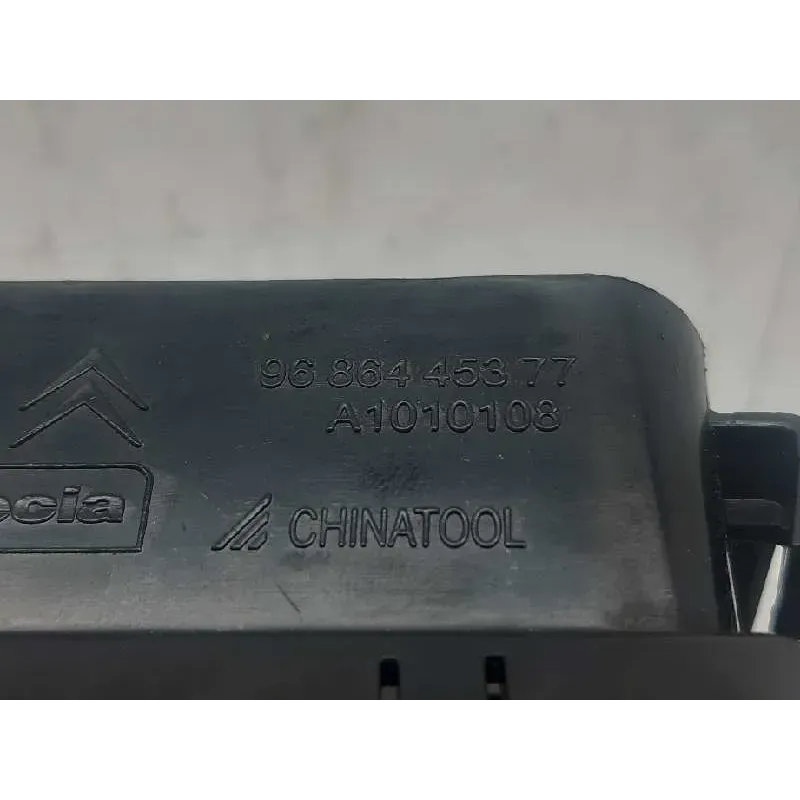 96 864 453 77
A1010108
ecia
CHINATOOL